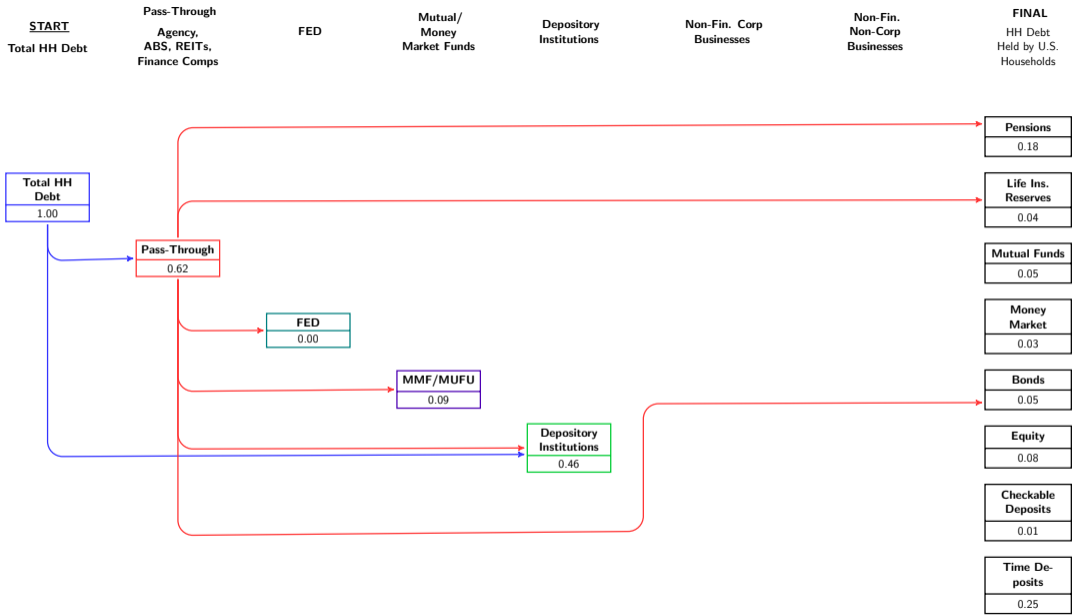 START
Total HH Debt
Pass-Through
Agency,
ABS, REITs,
Finance Comps
FED
Mutual/
Money
Market Funds
Depository
Institutions
Non-Fin. Corp
Businesses
Non-Fin.
Non-Corp
Businesses
FINAL
HH Debt
Held by U.S.
Households
Total HH
Debt
1.00
Pass-Through
0.62
FED
0.00
MMF/MUFU
0.09
Depository
Institutions
0.46
Pensions
0.18
Life Ins.
Reserves
0.04
Mutual Funds
0.05
Money
Market
0.03
Bonds
0.05
Equity
0.08
Checkable
Deposits
0.01
Time De-
posits
0.25